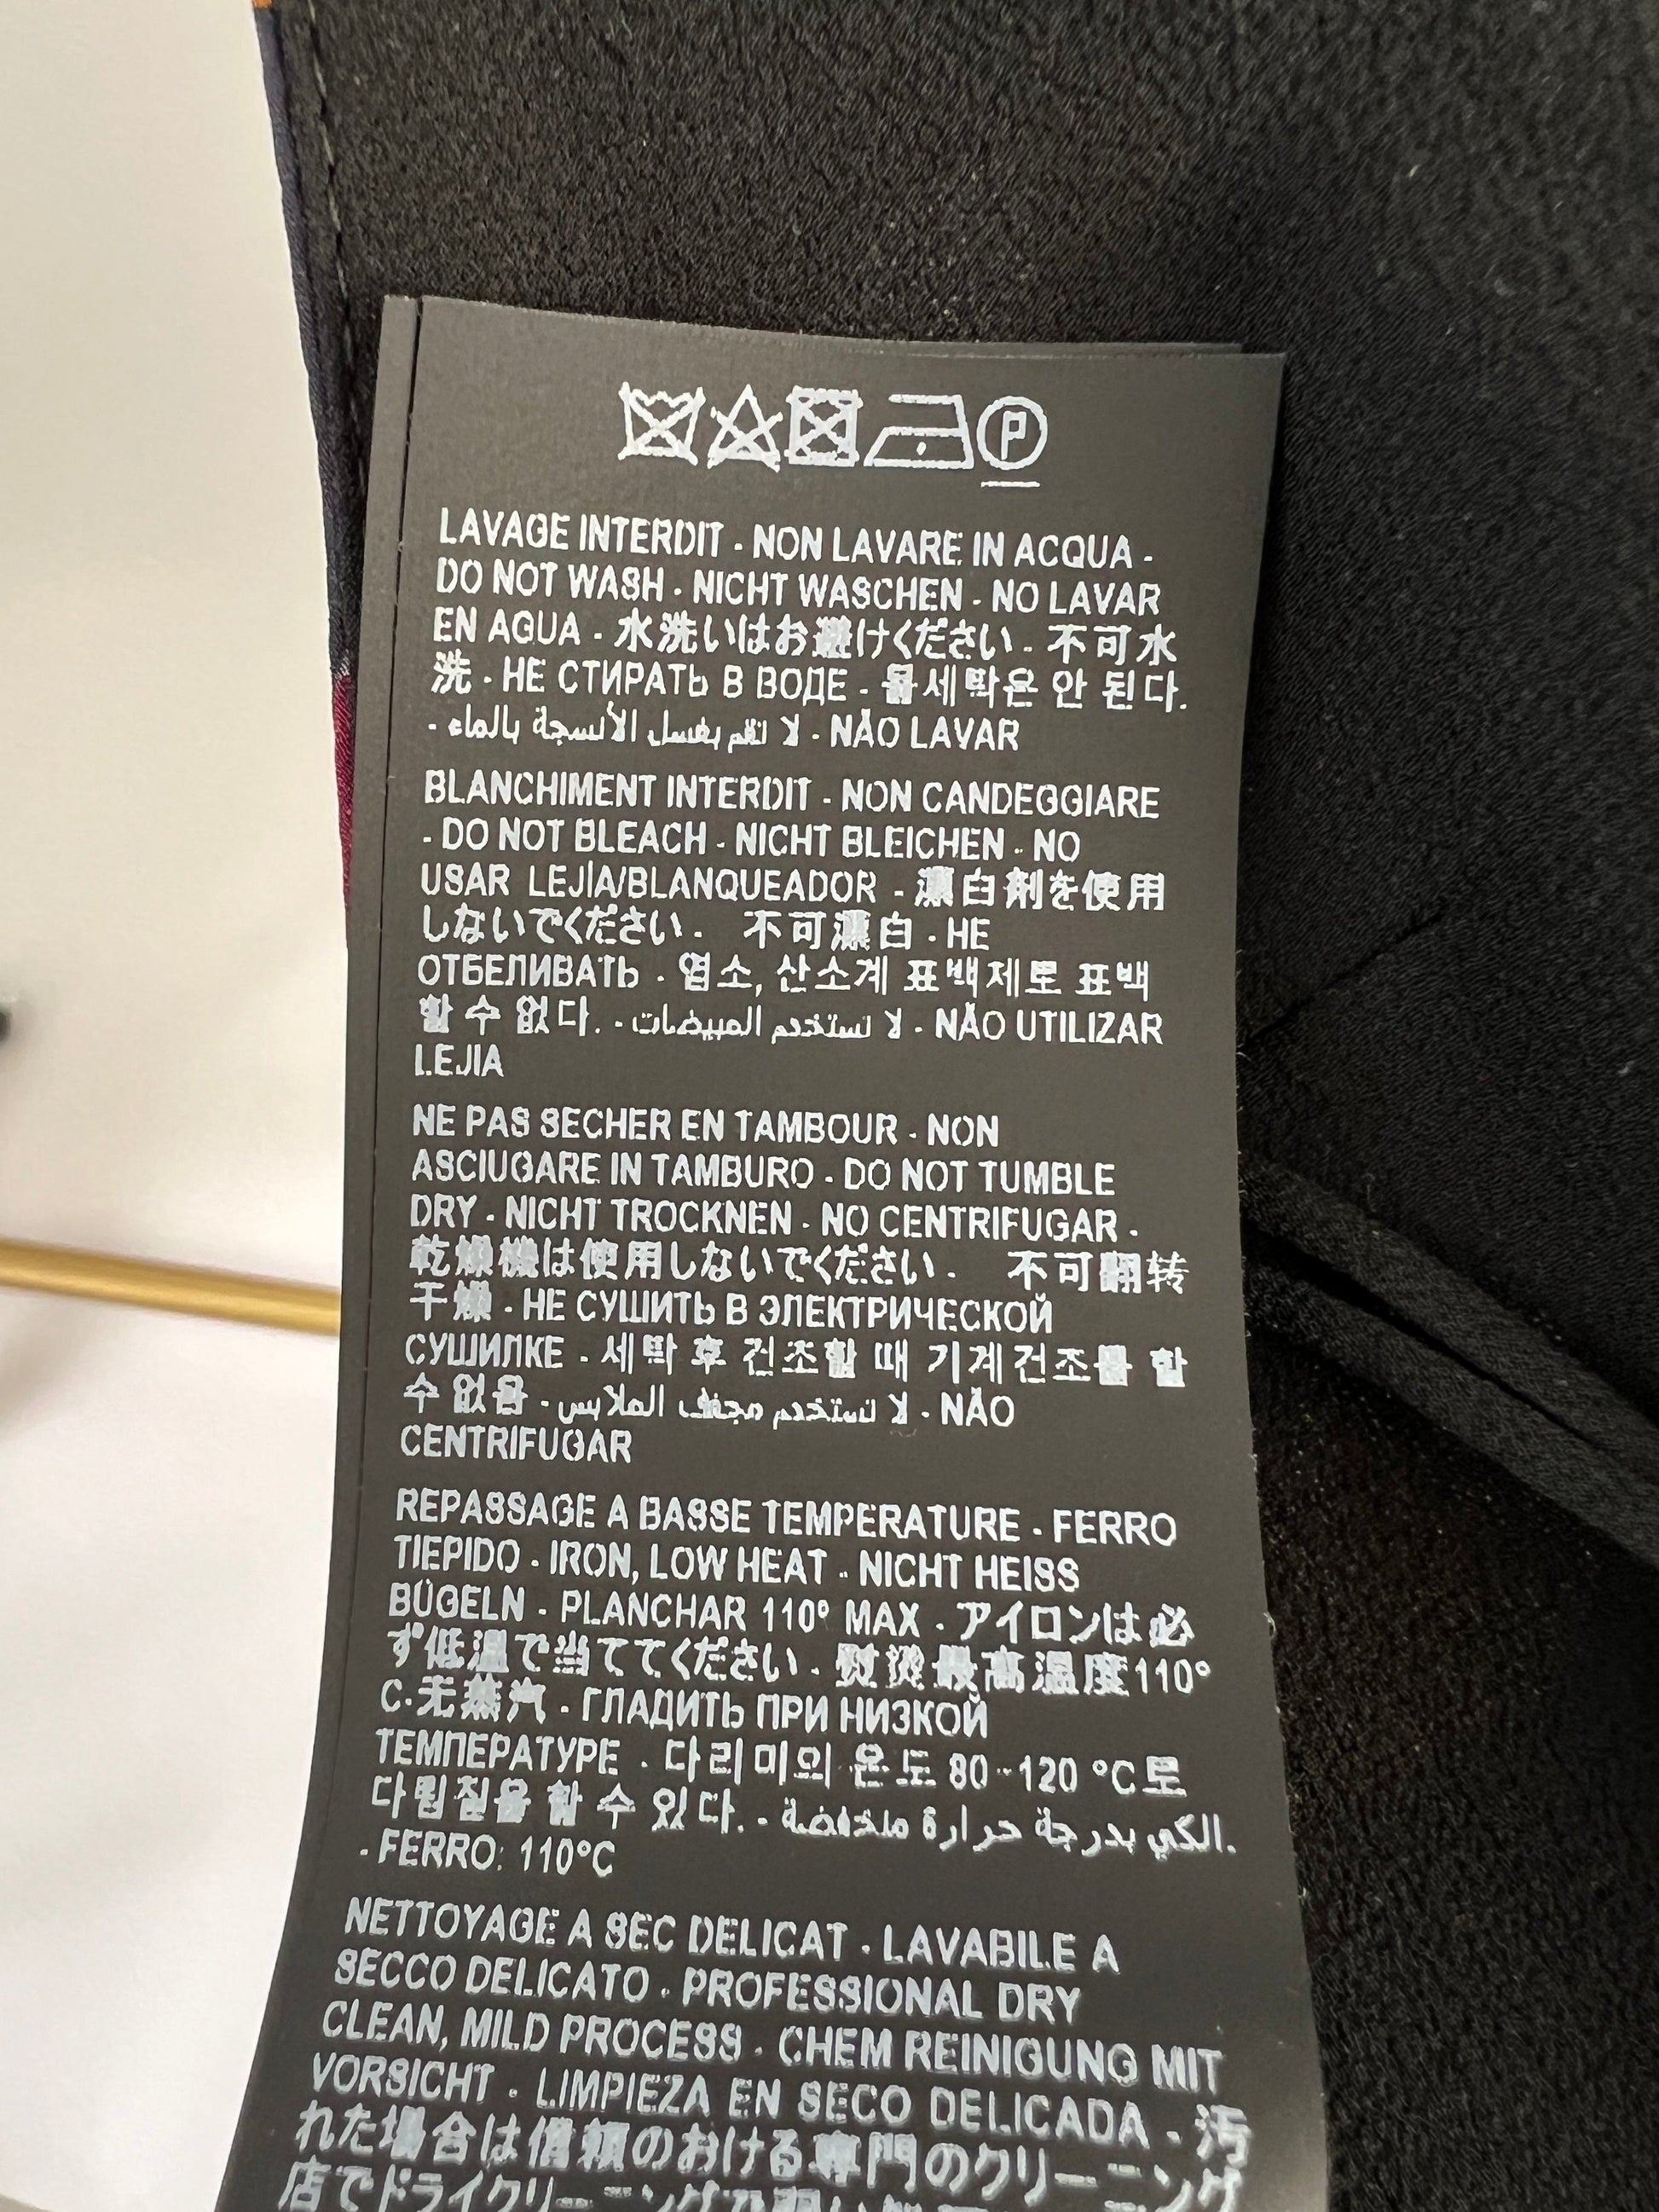 P
LAVAGE INTERDIT - NON LAVARE IN ACQUA -
DO NOT WASH - NICHT WASCHEN - NO LAVAR
EN AGUA - 水洗いはお避けください - 不可水
洗 - НЕ СТИРАТЬ В ВОДЕ - 물세탁은 안 된다.
- لا تقم بغسل الأنسجة بالماء - NÃO LAVAR
BLANCHIMENT INTERDIT - NON CANDEGGIARE
- DO NOT BLEACH - NICHT BLEICHEN - NO
USAR LEJÍA/BLANQUEADOR - 漂白剤を使用
しないでください - 不可漂白 - НЕ
ОТБЕЛИВАТЬ - 염소, 산소계 표백제로 표백
할 수 없다. - لا تستخدم المبيضات - NÃO UTILIZAR
LEJIA
NE PAS SECHER EN TAMBOUR - NON
ASCIUGARE IN TAMBURO - DO NOT TUMBLE
DRY - NICHT TROCKNEN - NO CENTRIFUGAR -
乾燥機は使用しないでください - 不可翻转
干燥 - НЕ СУШИТЬ В ЭЛЕКТРИЧЕСКОЙ
СУШИЛКЕ - 세탁 후 건조할 때 기계건조를 할
수 없음 - لا تستخدم مجفف الملابس - NÃO
CENTRIFUGAR
REPASSAGE A BASSE TEMPERATURE - FERRO
TIEPIDO - IRON, LOW HEAT - NICHT HEISS
BÜGELN - PLANCHAR 110° MAX - アイロンは必
ず低温で当ててください - 熨烫最高温度110°
C-无蒸汽 - ГЛАДИТЬ ПРИ НИЗКОЙ
ТЕМПЕРАТУРЕ - 다리미의 온도 80~120 °C로
다림질을 할 수 있다. - الكي بدرجة حرارة منخفضة.
- FERRO: 110°C
NETTOYAGE A SEC DELICAT - LAVABILE A
SECCO DELICATO - PROFESSIONAL DRY
CLEAN, MILD PROCESS - CHEM REINIGUNG MIT
VORSICHT - LIMPIEZA EN SECO DELICADA - 汚
れた場合は信頼のおける専門のクリーニング
店でドライクリーニング